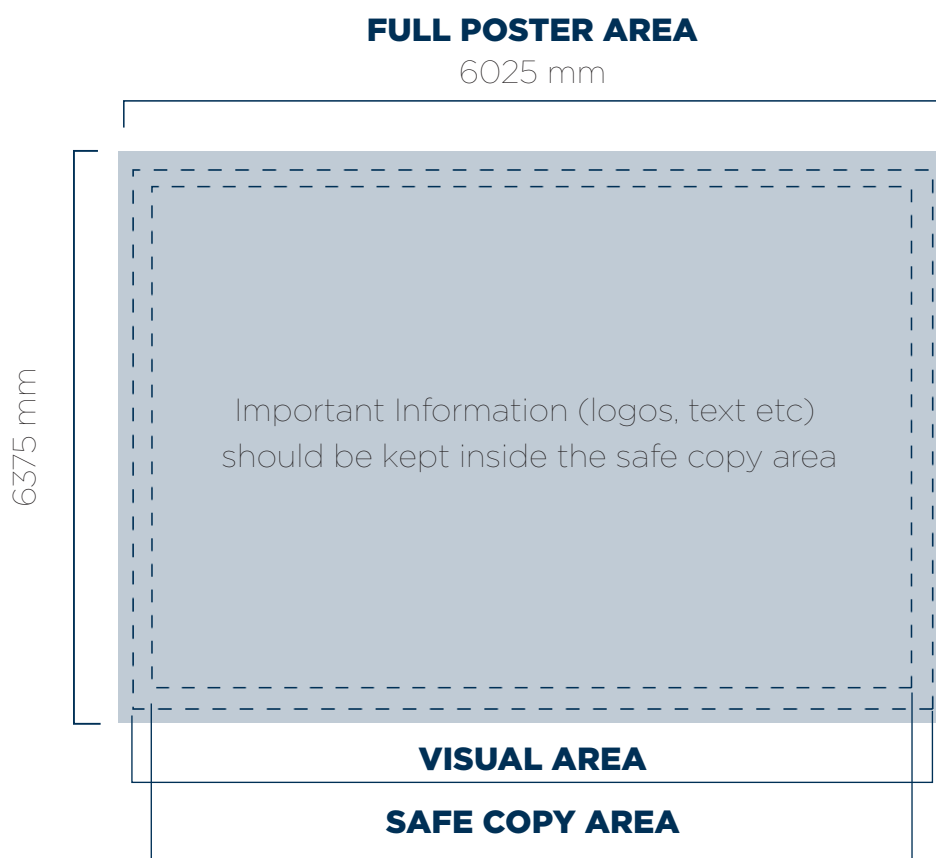 FULL POSTER AREA
6025 mm
6375 mm
Important Information (logos, text etc)
should be kept inside the safe copy area
VISUAL AREA
SAFE COPY AREA